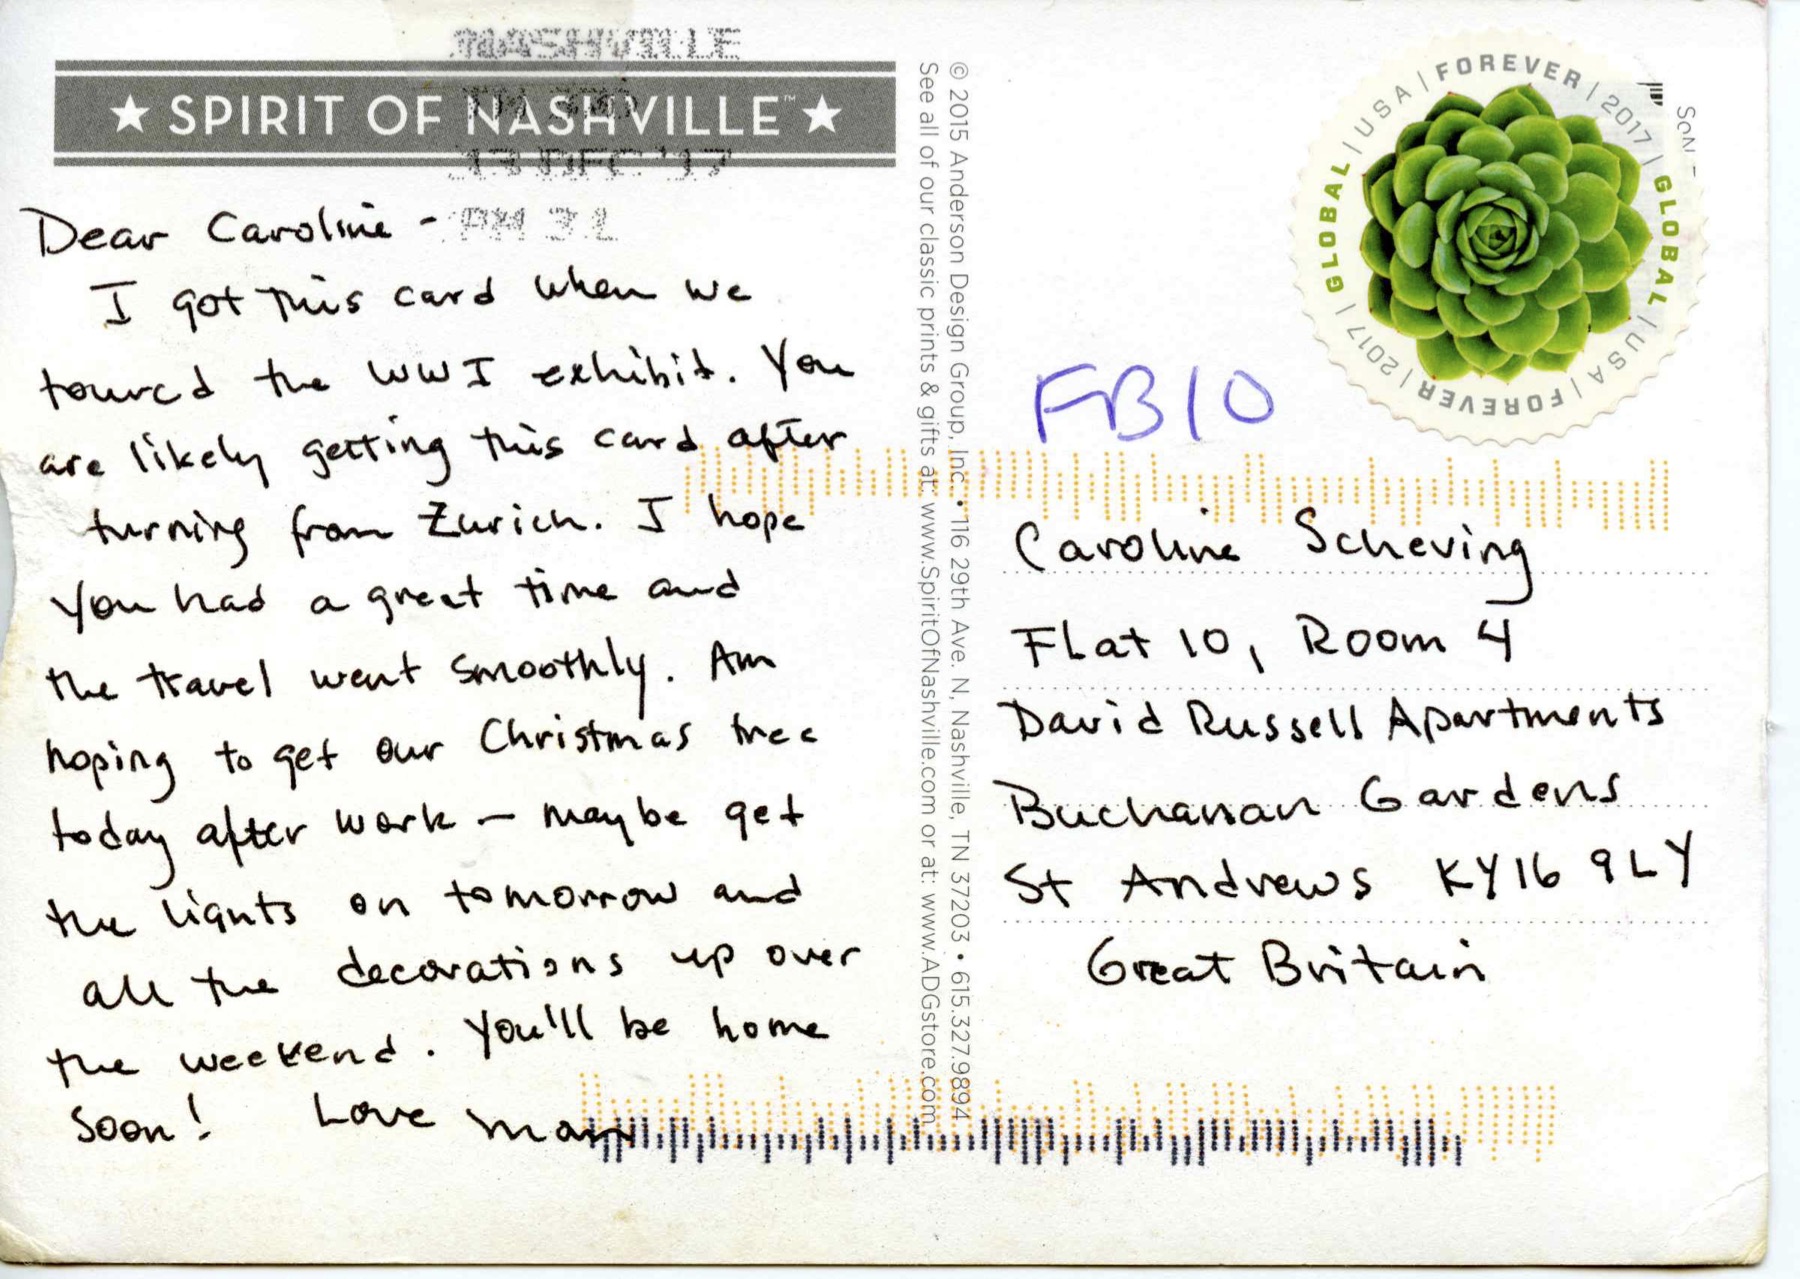 NASHVILLE
★ SPIRIT OF NASHVILLE™ ★
13 DEC '17
PM 3 L
Dear Caroline -
I got this card when we
toured the WWI exhibit. You
are likely getting this card after
turning from Zurich. I hope
you had a great time and
the travel went smoothly. Am
hoping to get our Christmas tree
today after work - maybe get
the lights on tomorrow and
all the decorations up over
the weekend. You'll be home
soon! Love Mom
© 2015 Anderson Design Group, Inc. • 116 29th Ave. N, Nashville, TN 37203 • 615.327.9894
See all of our classic prints & gifts at: www.SpiritOfNashville.com or at: www.ADGstore.com
GLOBAL | USA | FOREVER | 2017 | GLOBAL | USA | FOREVER | 2017 |
FB10
Caroline Scheving
Flat 10, Room 4
David Russell Apartments
Buchanan Gardens
St Andrews KY16 9LY
Great Britain